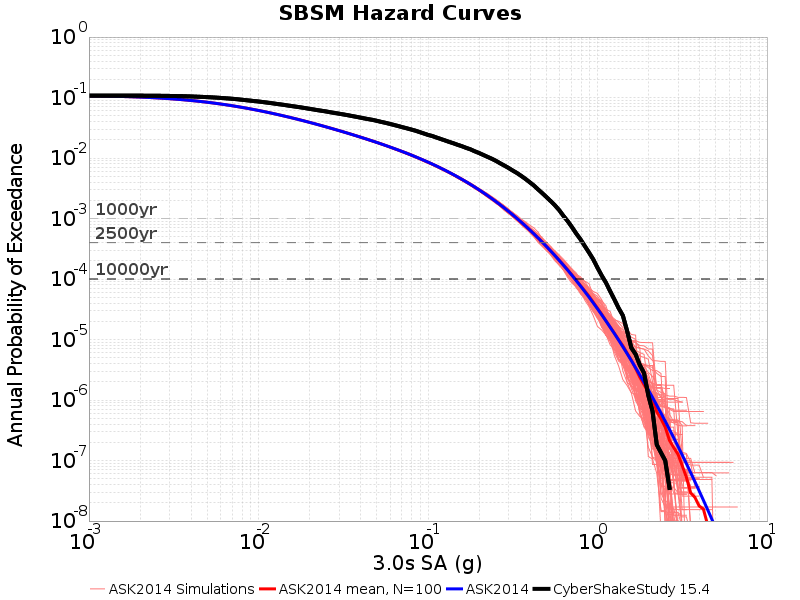 SBSM Hazard Curves
10^0
10^-1
10^-2
10^-3
10^-4
10^-5
10^-6
10^-7
10^-8
Annual Probability of Exceedance
1000yr
2500yr
10000yr
10^-3 10^-2 10^-1 10^0 10^1
3.0s SA (g)
ASK2014 Simulations ASK2014 mean, N=100 ASK2014 CyberShakeStudy 15.4